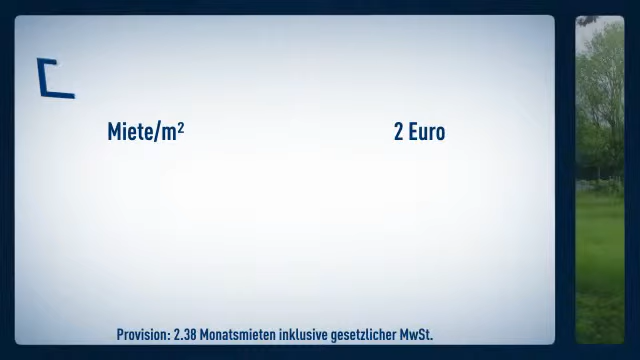 Miete/m² 2 Euro
Provision: 2.38 Monatsmieten inklusive gesetzlicher MwSt.